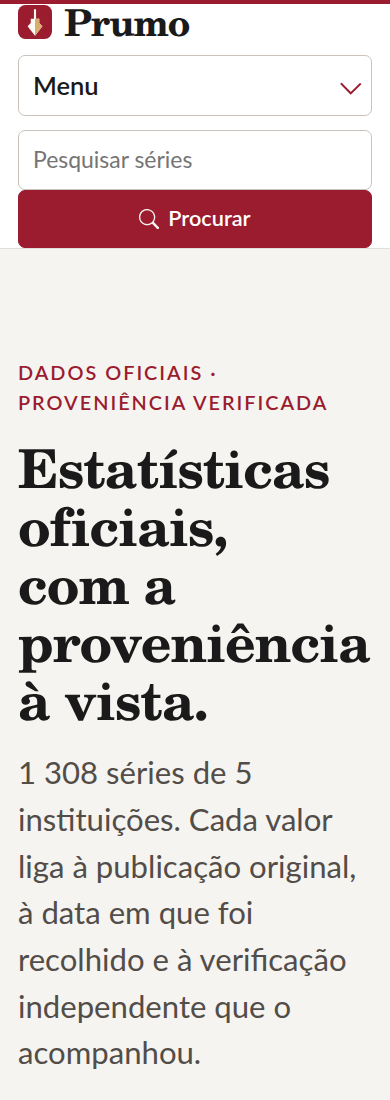 Prumo
Menu
Pesquisar séries
Procurar
DADOS OFICIAIS ·
PROVENIÊNCIA VERIFICADA
Estatísticas
oficiais,
com a
proveniência
à vista.
1 308 séries de 5
instituições. Cada valor
liga à publicação original,
à data em que foi
recolhido e à verificação
independente que o
acompanhou.